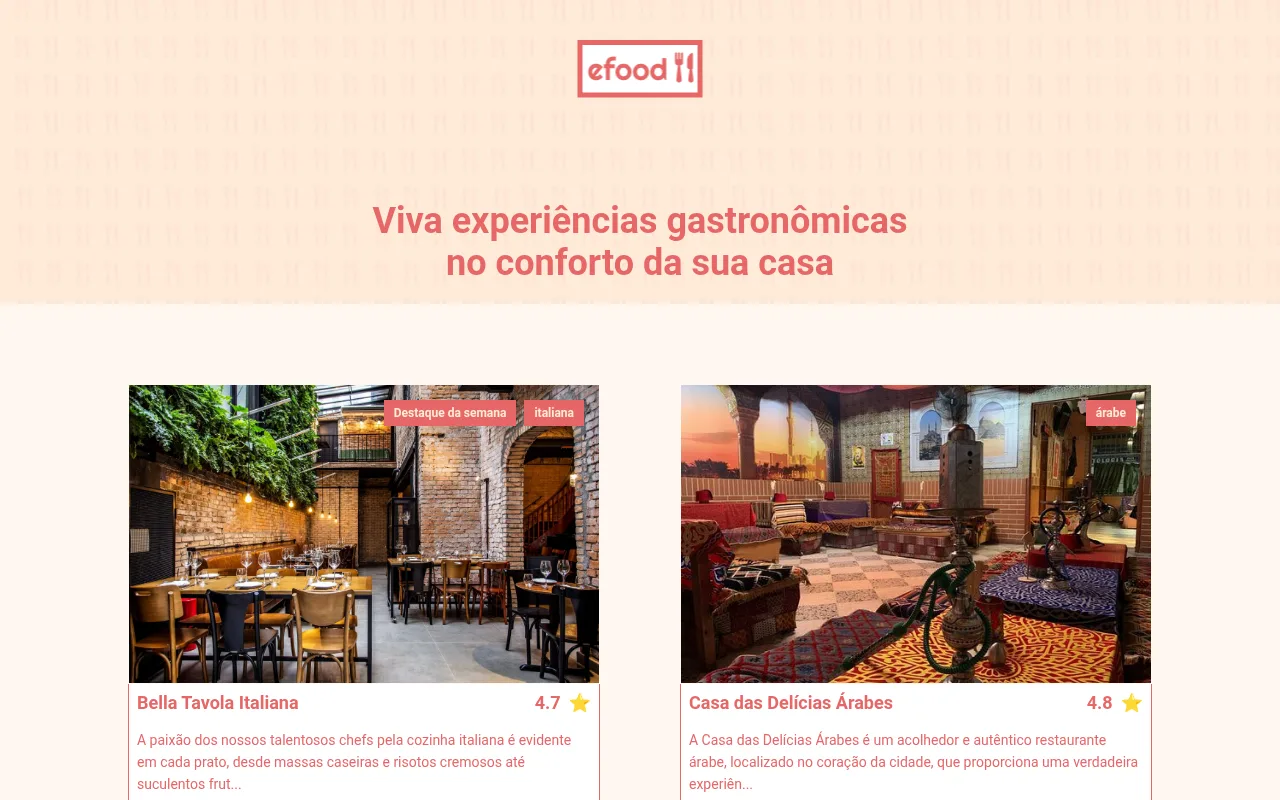 efood
Viva experiências gastronômicas
no conforto da sua casa
Destaque da semana
italiana
árabe
Bella Tavola Italiana
4.7 ⭐
A paixão dos nossos talentosos chefs pela cozinha italiana é evidente
em cada prato, desde massas caseiras e risotos cremosos até
suculentos frut...
Casa das Delícias Árabes
4.8 ⭐
A Casa das Delícias Árabes é um acolhedor e autêntico restaurante
árabe, localizado no coração da cidade, que proporciona uma verdadeira
experiên...